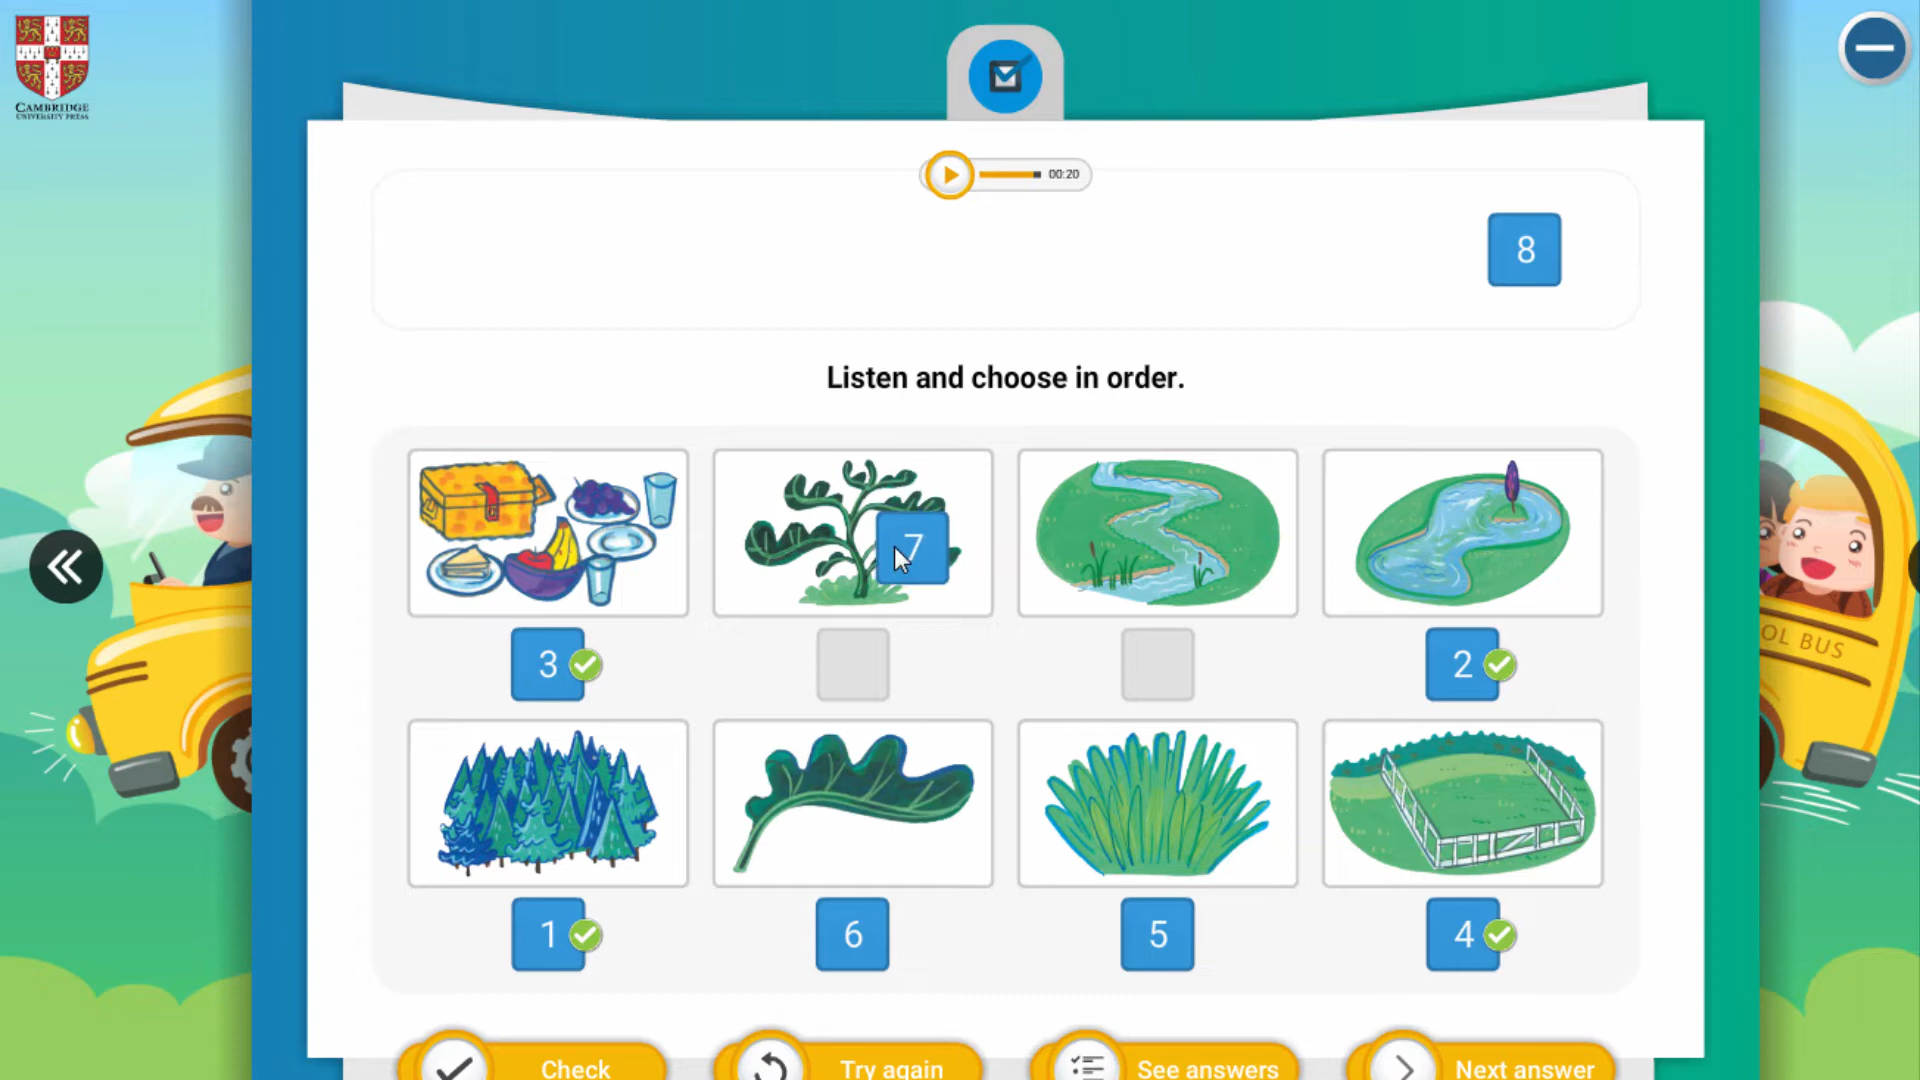 CAMBRIDGE
UNIVERSITY PRESS
00:20
8
Listen and choose in order.
7
3
2
1
6
5
4
OL BUS
Check
Try again
See answers
Next answer